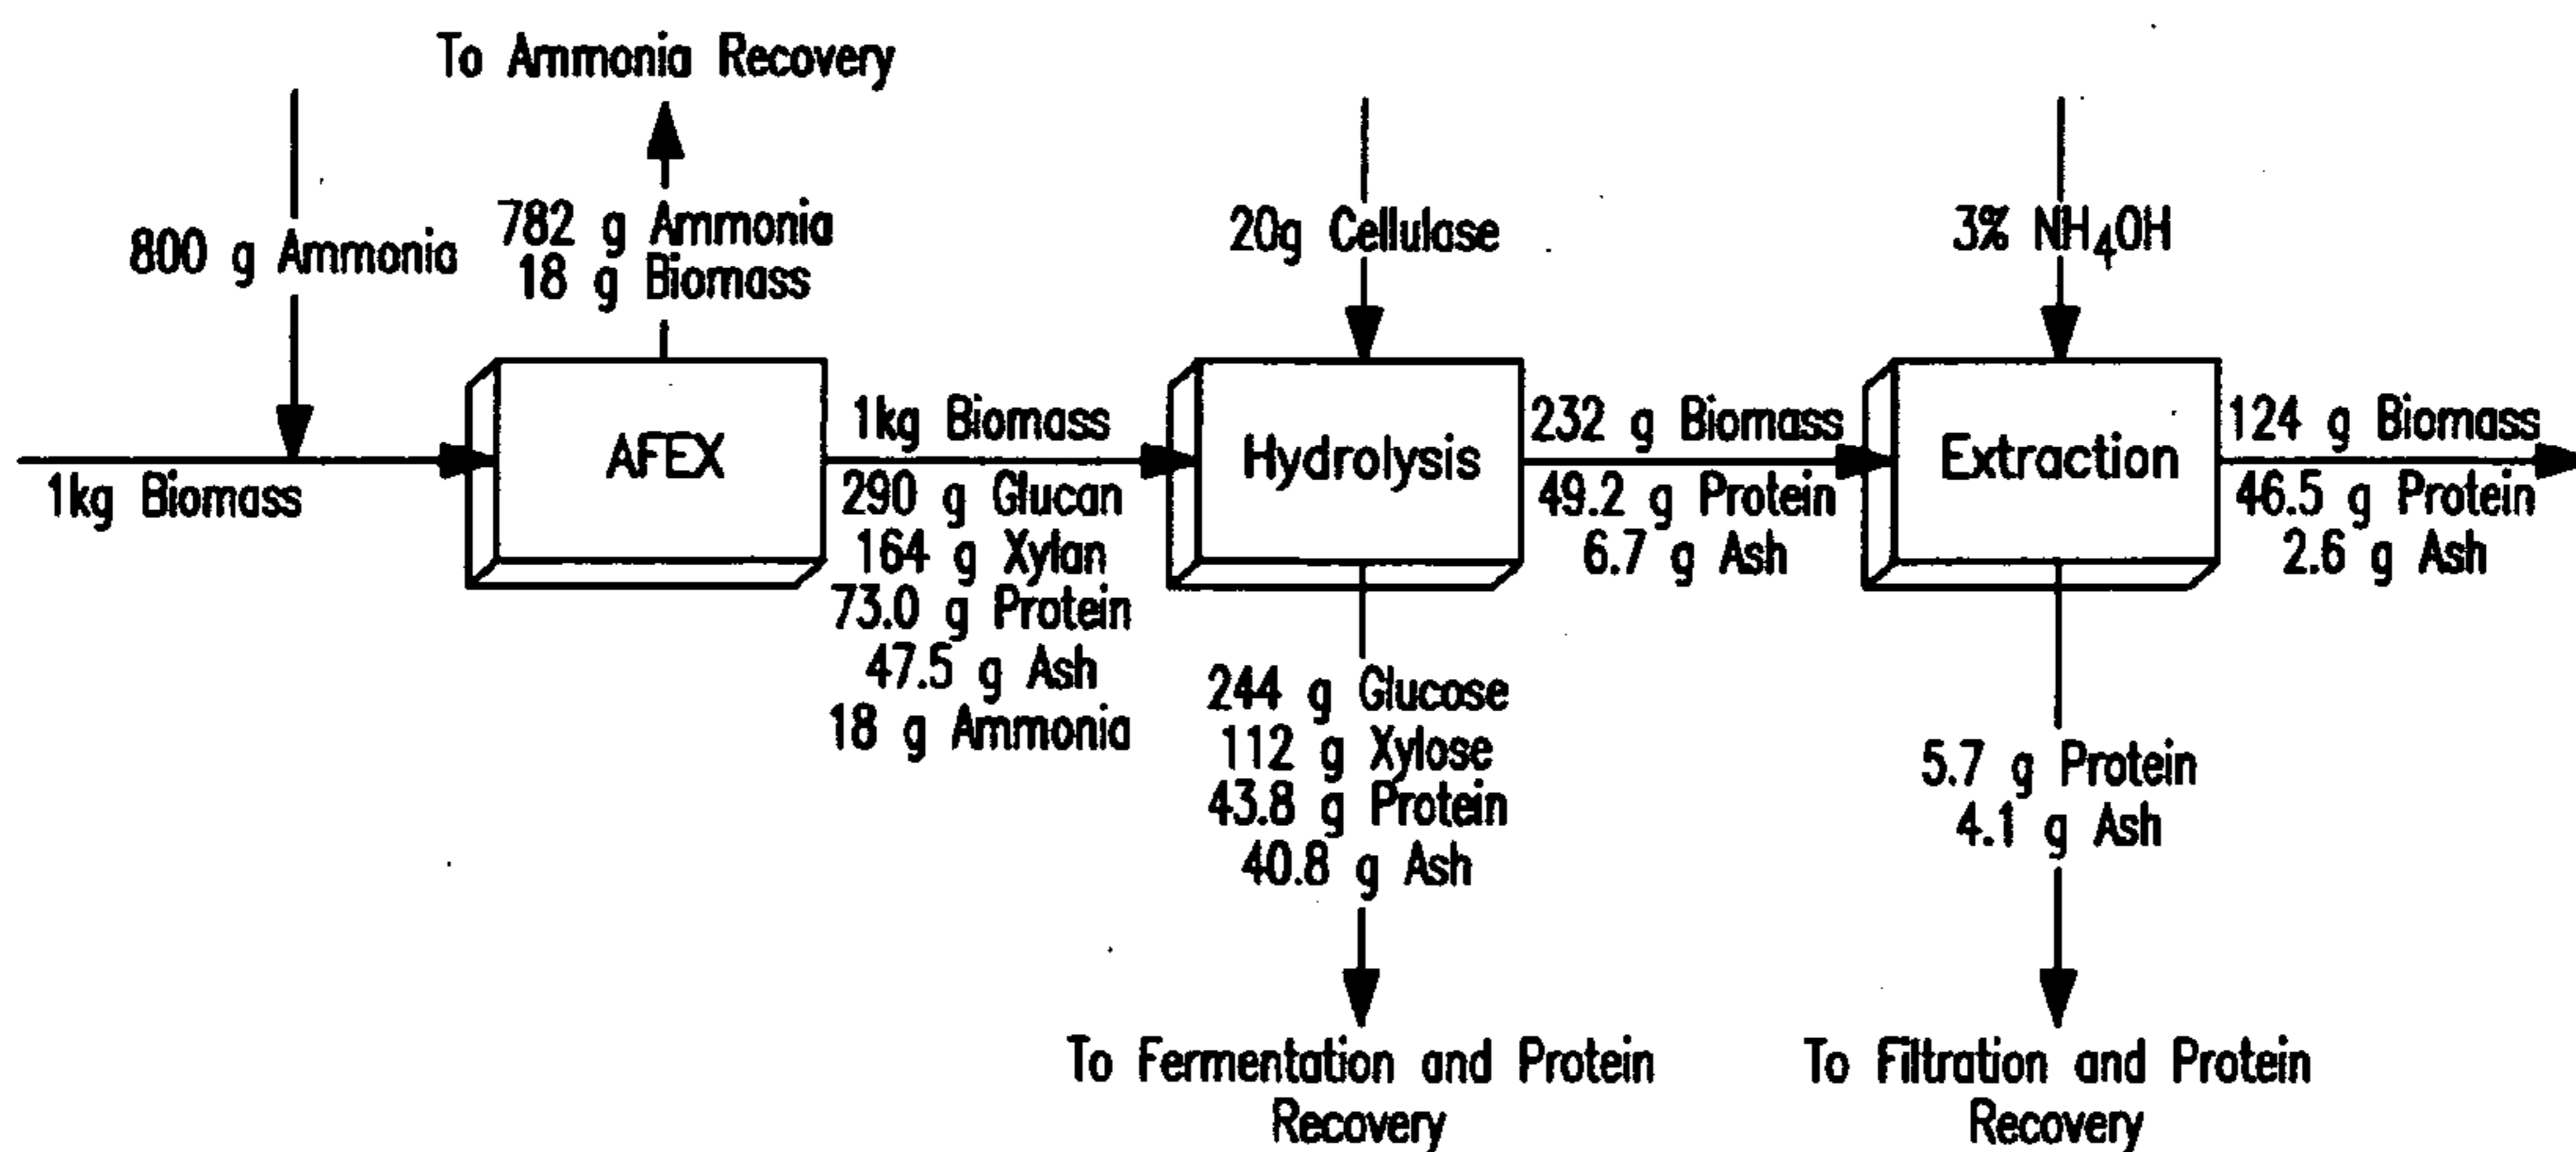 To Ammonia Recovery
800 g Ammonia
782 g Ammonia
18 g Biomass
1kg Biomass
AFEX
1kg Biomass
290 g Glucan
164 g Xylan
73.0 g Protein
47.5 g Ash
18 g Ammonia
20g Cellulase
Hydrolysis
244 g Glucose
112 g Xylose
43.8 g Protein
40.8 g Ash
To Fermentation and Protein
Recovery
232 g Biomass
49.2 g Protein
6.7 g Ash
3% NH4OH
Extraction
5.7 g Protein
4.1 g Ash
To Filtration and Protein
Recovery
124 g Biomass
46.5 g Protein
2.6 g Ash